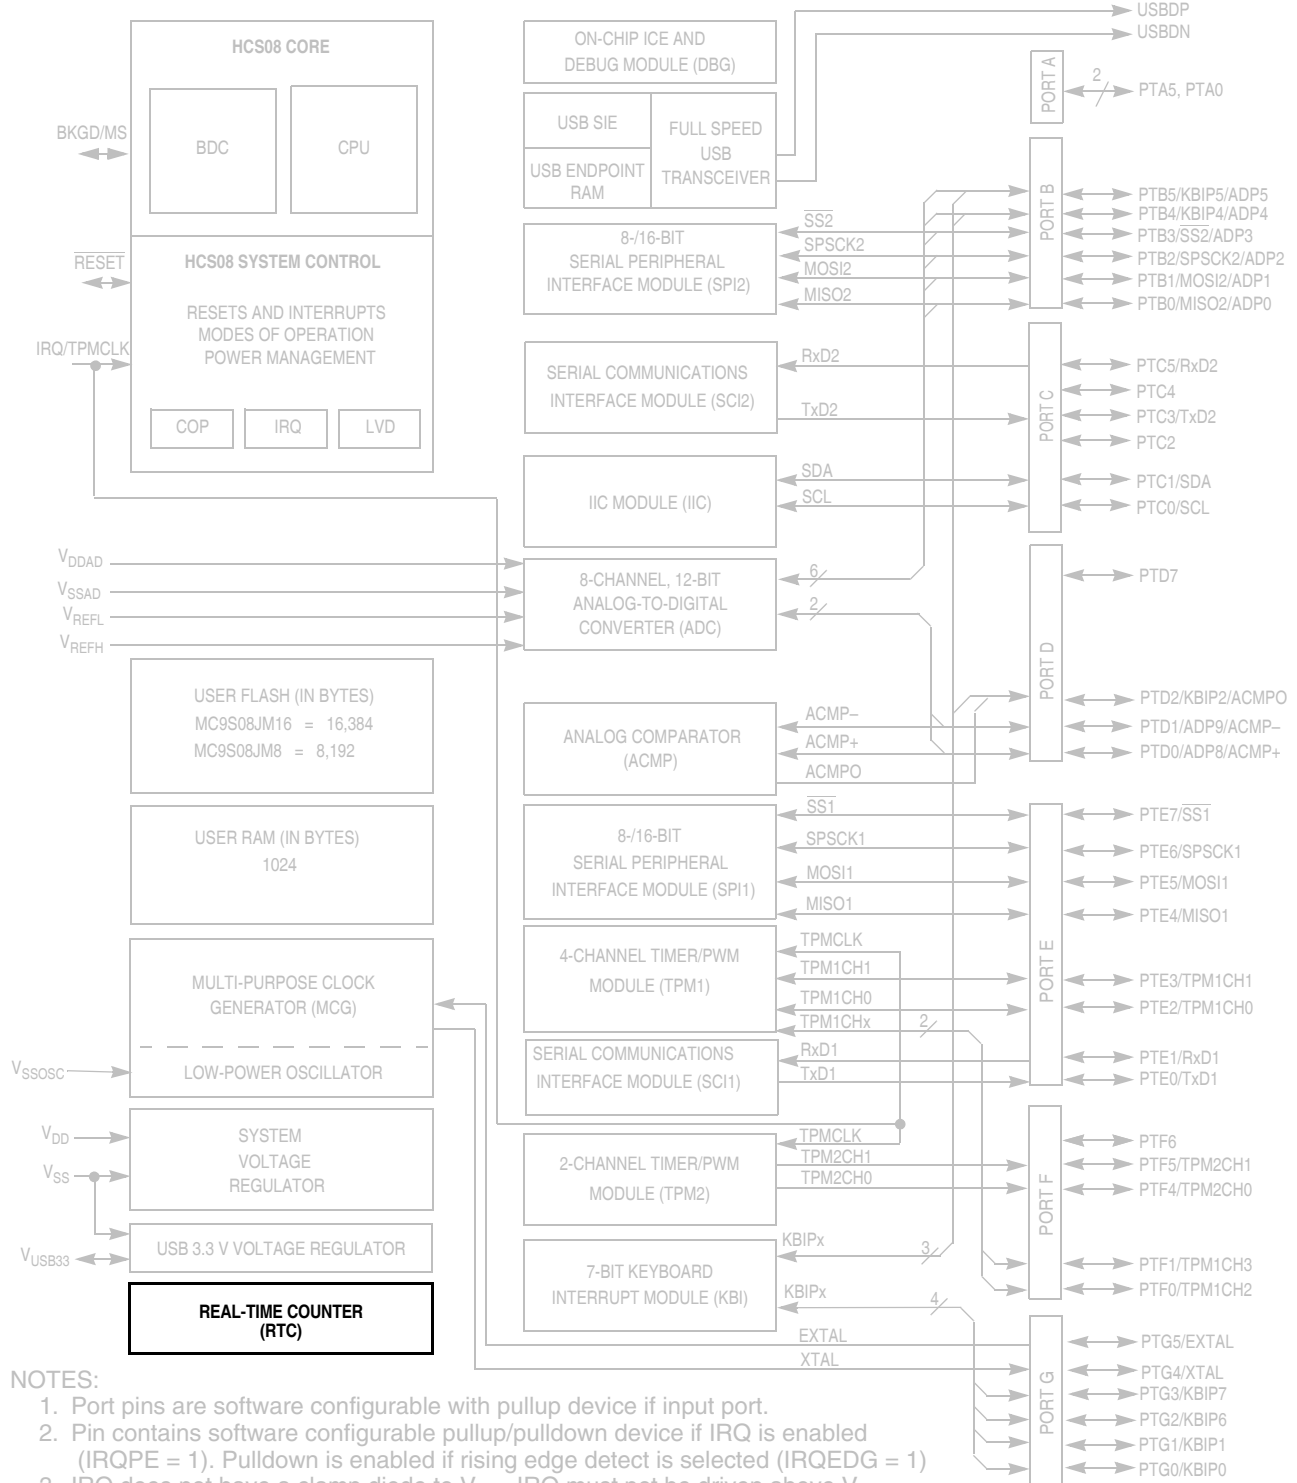 HCS08 CORE
BDC
CPU
BKGD/MS
RESET
HCS08 SYSTEM CONTROL
RESETS AND INTERRUPTS
MODES OF OPERATION
POWER MANAGEMENT
IRQ/TPMCLK
COP
IRQ
LVD
VDDAD
VSSAD
VREFL
VREFH
USER FLASH (IN BYTES)
MC9S08JM16 = 16,384
MC9S08JM8 = 8,192
USER RAM (IN BYTES)
1024
MULTI-PURPOSE CLOCK
GENERATOR (MCG)
LOW-POWER OSCILLATOR
VSSOSC
VDD
VSS
SYSTEM
VOLTAGE
REGULATOR
USB 3.3 V VOLTAGE REGULATOR
VUSB33
REAL-TIME COUNTER
(RTC)
ON-CHIP ICE AND
DEBUG MODULE (DBG)
USB SIE
USB ENDPOINT
RAM
FULL SPEED
USB
TRANSCEIVER
USBDP
USBDN
8-/16-BIT
SERIAL PERIPHERAL
INTERFACE MODULE (SPI2)
SS2
SPSCK2
MOSI2
MISO2
SERIAL COMMUNICATIONS
INTERFACE MODULE (SCI2)
RxD2
TxD2
IIC MODULE (IIC)
SDA
SCL
8-CHANNEL, 12-BIT
ANALOG-TO-DIGITAL
CONVERTER (ADC)
6
2
ANALOG COMPARATOR
(ACMP)
ACMP–
ACMP+
ACMPO
8-/16-BIT
SERIAL PERIPHERAL
INTERFACE MODULE (SPI1)
SS1
SPSCK1
MOSI1
MISO1
4-CHANNEL TIMER/PWM
MODULE (TPM1)
TPMCLK
TPM1CH1
TPM1CH0
TPM1CHx
2
SERIAL COMMUNICATIONS
INTERFACE MODULE (SCI1)
RxD1
TxD1
2-CHANNEL TIMER/PWM
MODULE (TPM2)
TPMCLK
TPM2CH1
TPM2CH0
7-BIT KEYBOARD
INTERRUPT MODULE (KBI)
KBIPx
3
KBIPx
4
EXTAL
XTAL
PORT A
2
PTA5, PTA0
PORT B
PTB5/KBIP5/ADP5
PTB4/KBIP4/ADP4
PTB3/SS2/ADP3
PTB2/SPSCK2/ADP2
PTB1/MOSI2/ADP1
PTB0/MISO2/ADP0
PORT C
PTC5/RxD2
PTC4
PTC3/TxD2
PTC2
PTC1/SDA
PTC0/SCL
PORT D
PTD7
PTD2/KBIP2/ACMPO
PTD1/ADP9/ACMP–
PTD0/ADP8/ACMP+
PORT E
PTE7/SS1
PTE6/SPSCK1
PTE5/MOSI1
PTE4/MISO1
PTE3/TPM1CH1
PTE2/TPM1CH0
PTE1/RxD1
PTE0/TxD1
PORT F
PTF6
PTF5/TPM2CH1
PTF4/TPM2CH0
PTF1/TPM1CH3
PTF0/TPM1CH2
PORT G
PTG5/EXTAL
PTG4/XTAL
PTG3/KBIP7
PTG2/KBIP6
PTG1/KBIP1
PTG0/KBIP0
NOTES:
1. Port pins are software configurable with pullup device if input port.
2. Pin contains software configurable pullup/pulldown device if IRQ is enabled
(IRQPE = 1). Pulldown is enabled if rising edge detect is selected (IRQEDG = 1)
3. IRQ does not have a clamp diode to V IRQ must not be driven above V